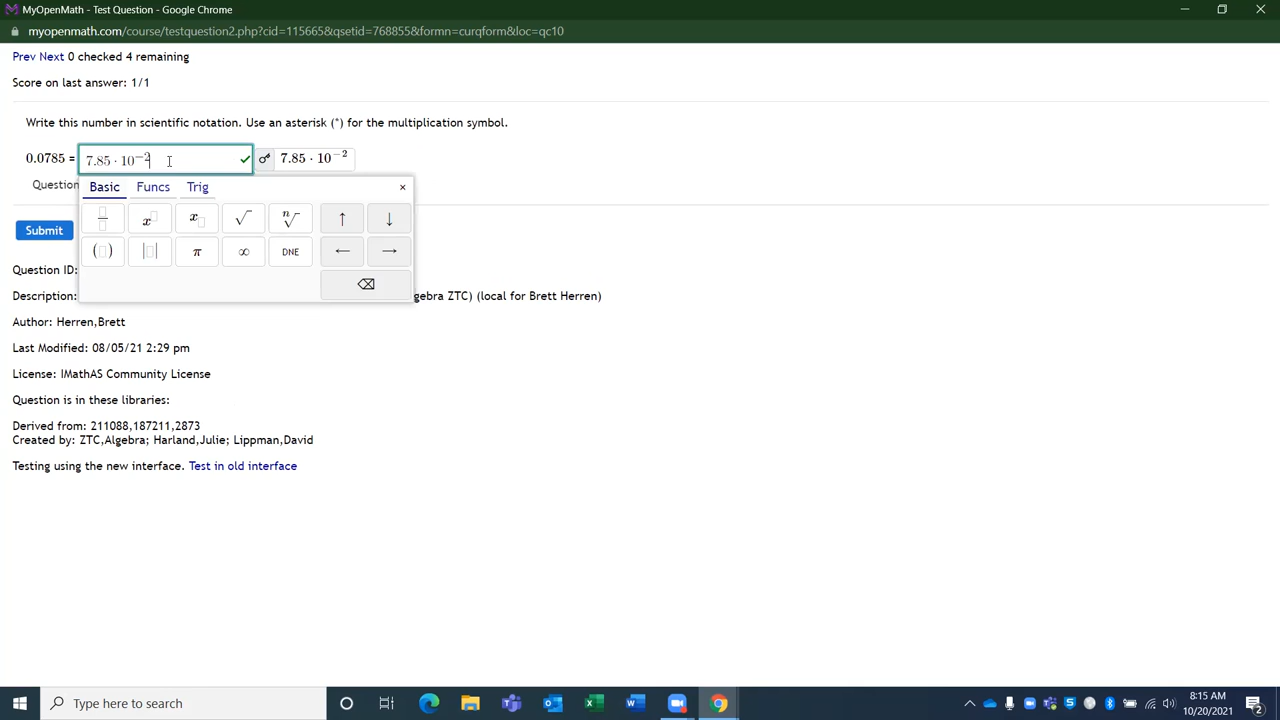 MyOpenMath - Test Question - Google Chrome
myopenmath.com/course/testquestion2.php?cid=115665&qsetid=768855&formn=curqform&loc=qc10
Prev Next 0 checked 4 remaining
Score on last answer: 1/1
Write this number in scientific notation. Use an asterisk (*) for the multiplication symbol.
0.0785 = 7.85 · 10⁻² 7.85 · 10⁻²
Question
Basic Funcs Trig
x x √ ⁿ√ ↑ ↓
Submit
(▯) |▯| π ∞ DNE ← →
Question ID:
Description: gebra ZTC) (local for Brett Herren)
Author: Herren,Brett
Last Modified: 08/05/21 2:29 pm
License: IMathAS Community License
Question is in these libraries:
Derived from: 211088,187211,2873
Created by: ZTC,Algebra; Harland,Julie; Lippman,David
Testing using the new interface. Test in old interface
Type here to search
8:15 AM
10/20/2021
2